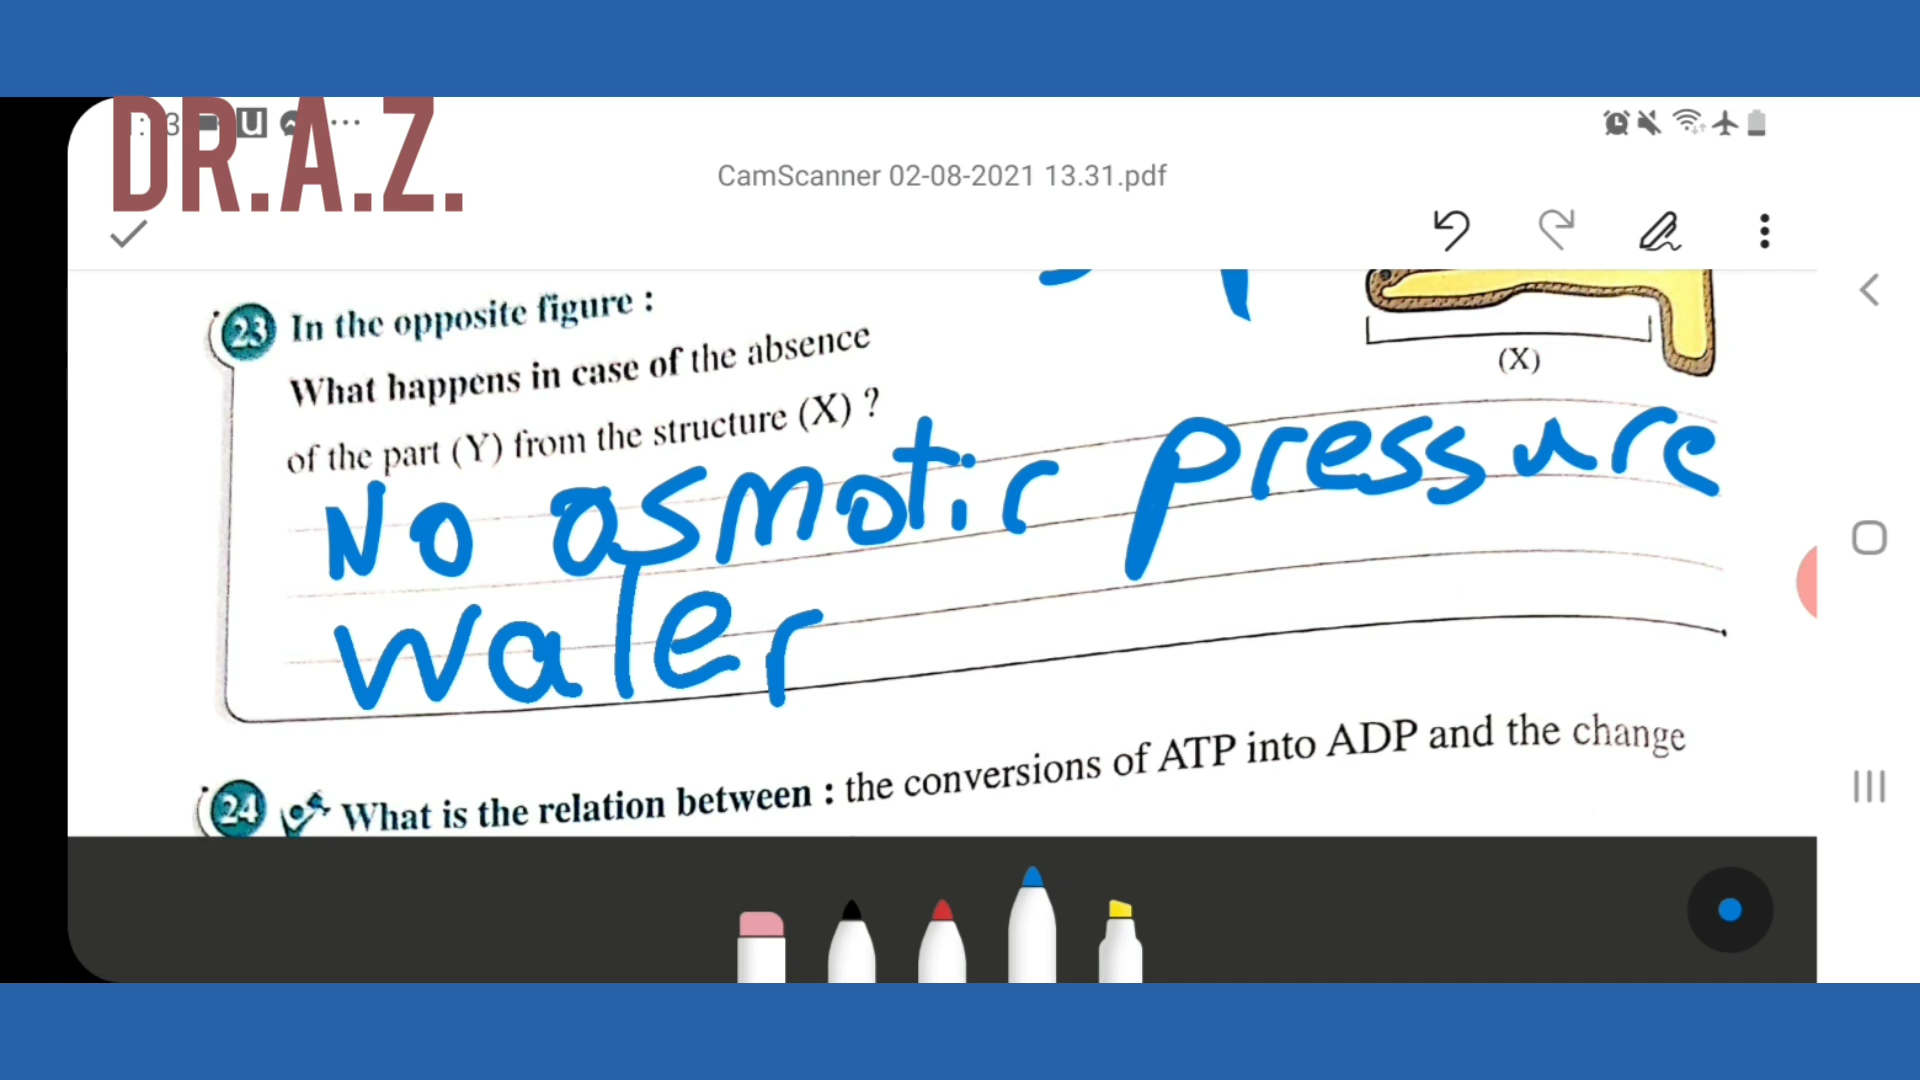 DR.A.Z.
CamScanner 02-08-2021 13.31.pdf
23 In the opposite figure :
What happens in case of the absence
of the part (Y) from the structure (X) ?
(X)
No osmotic pressure
water
24 What is the relation between : the conversions of ATP into ADP and the change